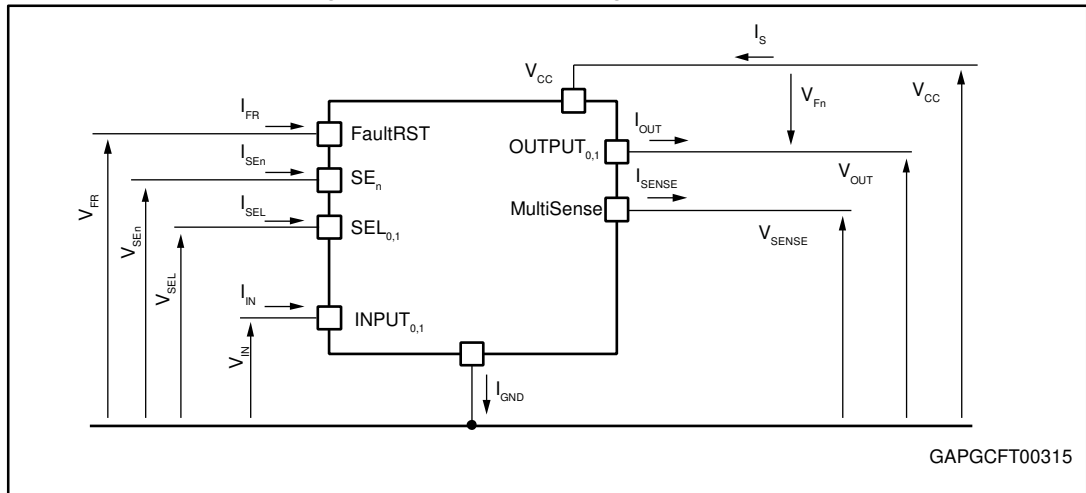 I_S
V_CC
V_Fn
V_CC
I_FR
FaultRST
I_OUT
OUTPUT_0,1
I_SEn
SE_n
V_OUT
I_SENSE
MultiSense
I_SEL
SEL_0,1
V_SENSE
V_FR
V_SEn
V_SEL
I_IN
INPUT_0,1
V_IN
I_GND
GAPGCFT00315